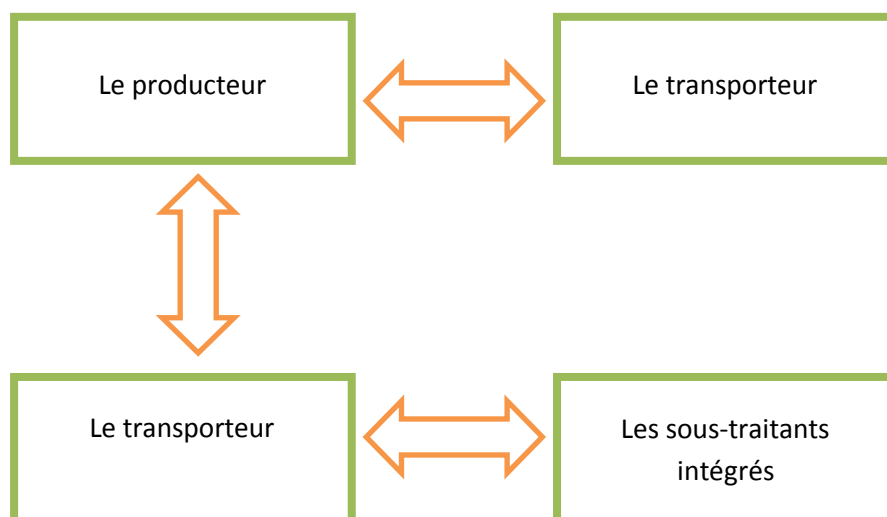 Le producteur
Le transporteur
Le transporteur
Les sous-traitants
intégrés